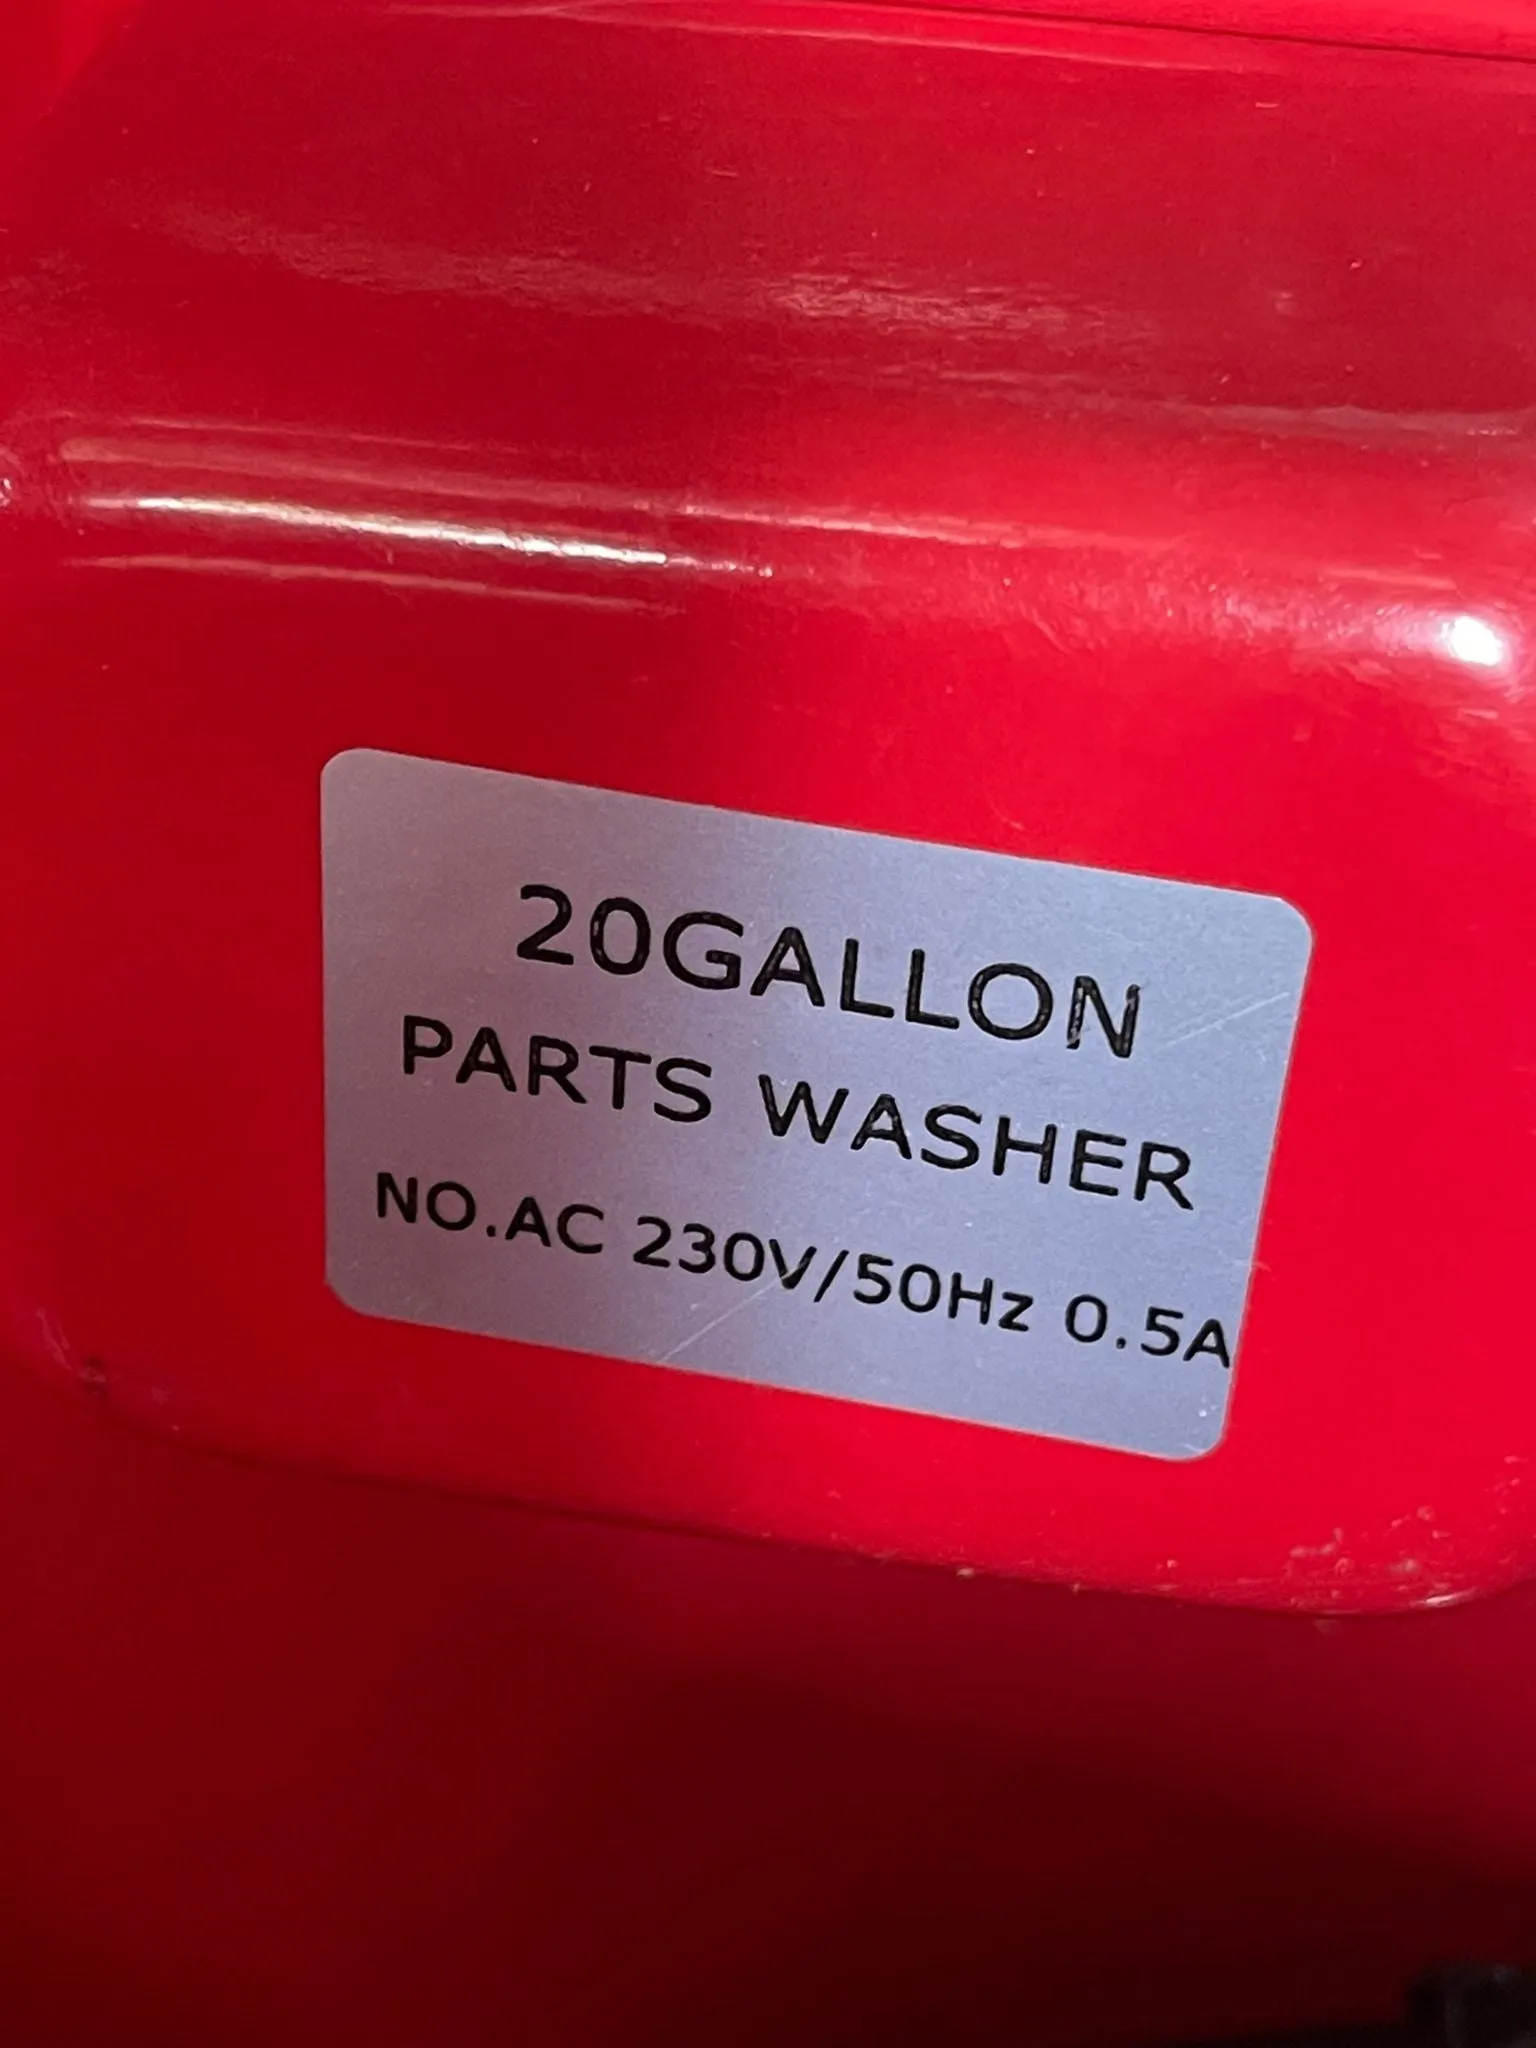 20GALLON
PARTS WASHER
NO.AC 230V/50Hz 0.5A